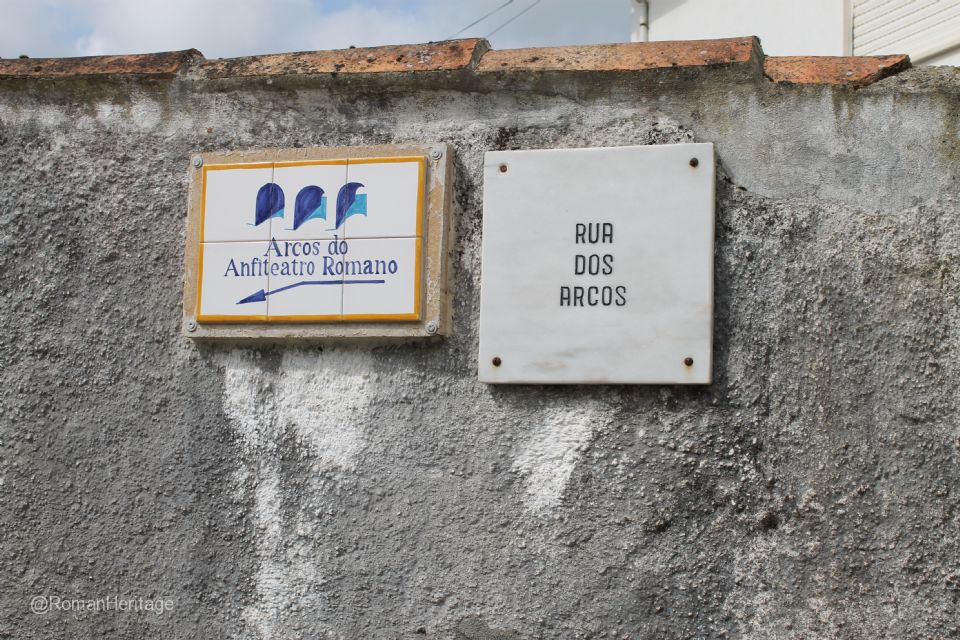 Arcos do
Anfiteatro Romano
RUA
DOS
ARCOS
@RomanHeritage